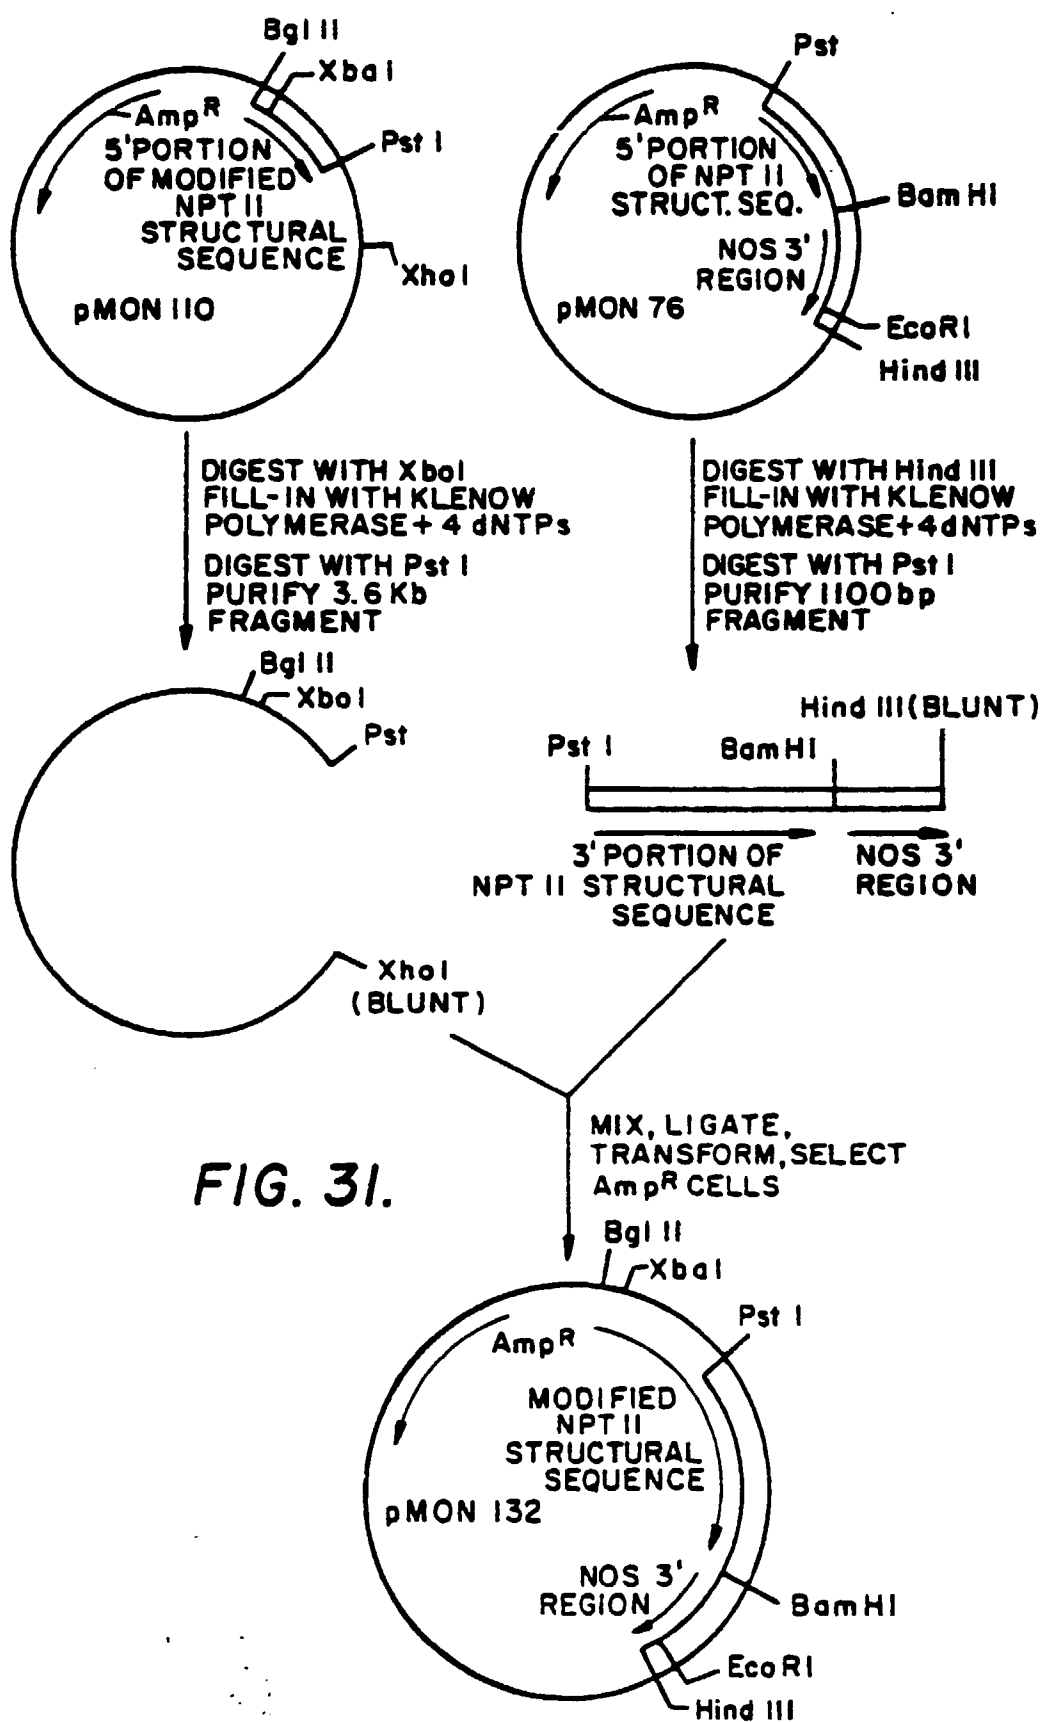 Bgl II
Xba I
Amp R
Pst I
5' PORTION
OF MODIFIED
NPT II
STRUCTURAL
SEQUENCE
Xho I
pMON 110
Pst
Amp R
5' PORTION
OF NPT II
STRUCT. SEQ.
Bam HI
NOS 3'
REGION
pMON 76
EcoRI
Hind III
DIGEST WITH XboI
FILL-IN WITH KLENOW
POLYMERASE + 4 dNTPs
DIGEST WITH Pst I
PURIFY 3.6 Kb
FRAGMENT
DIGEST WITH Hind III
FILL-IN WITH KLENOW
POLYMERASE + 4dNTPs
DIGEST WITH Pst I
PURIFY 1100bp
FRAGMENT
Bgl II
Xbo I
Pst
Hind III (BLUNT)
Pst I
Bam HI
3' PORTION OF
NPT II STRUCTURAL
SEQUENCE
NOS 3'
REGION
Xho I
(BLUNT)
MIX, LIGATE,
TRANSFORM, SELECT
Amp R CELLS
FIG. 31.
Bgl II
Xba I
Pst I
Amp R
MODIFIED
NPT II
STRUCTURAL
SEQUENCE
pMON 132
NOS 3'
REGION
Bam HI
Eco RI
Hind III